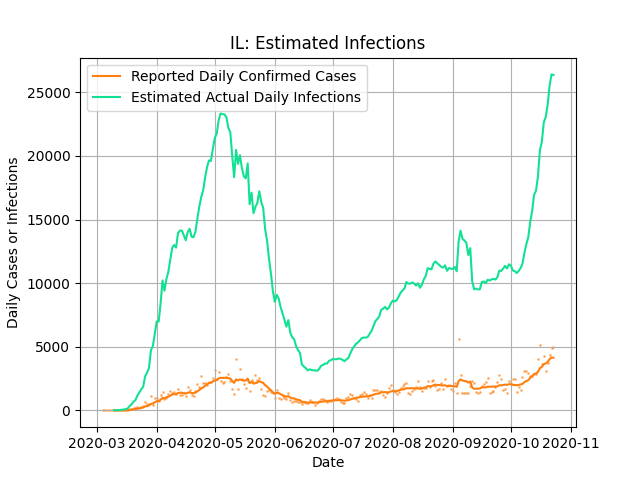 IL: Estimated Infections
Reported Daily Confirmed Cases
Estimated Actual Daily Infections
Daily Cases or Infections
25000
20000
15000
10000
5000
0
2020-03 2020-04 2020-05 2020-06 2020-07 2020-08 2020-09 2020-10 2020-11
Date